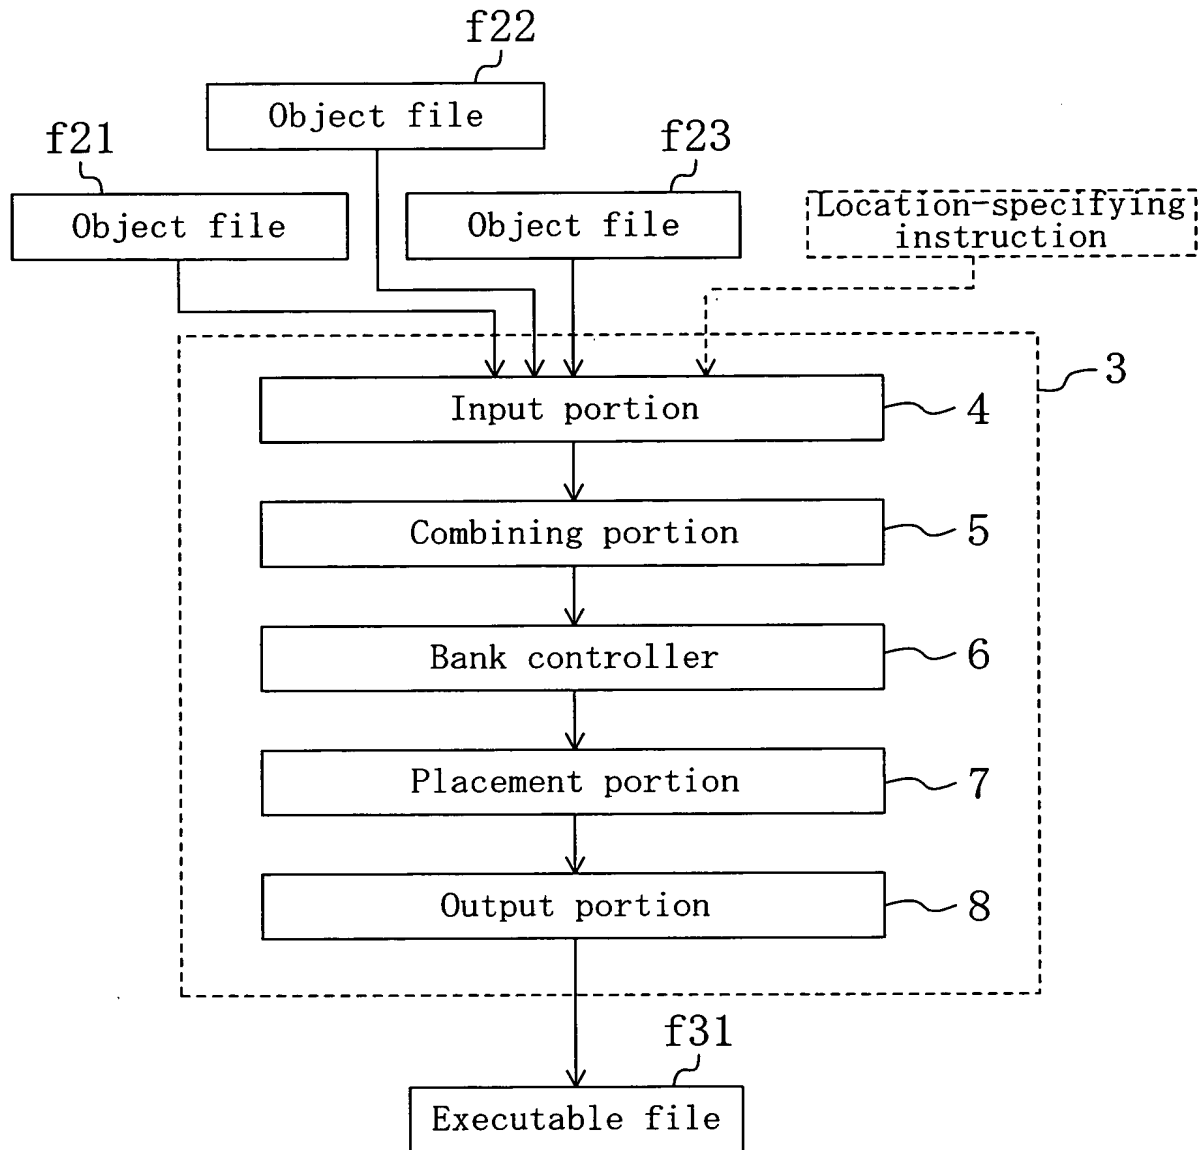 f22
Object file
f21
Object file
f23
Object file
Location-specifying
instruction
3
Input portion
4
Combining portion
5
Bank controller
6
Placement portion
7
Output portion
8
f31
Executable file